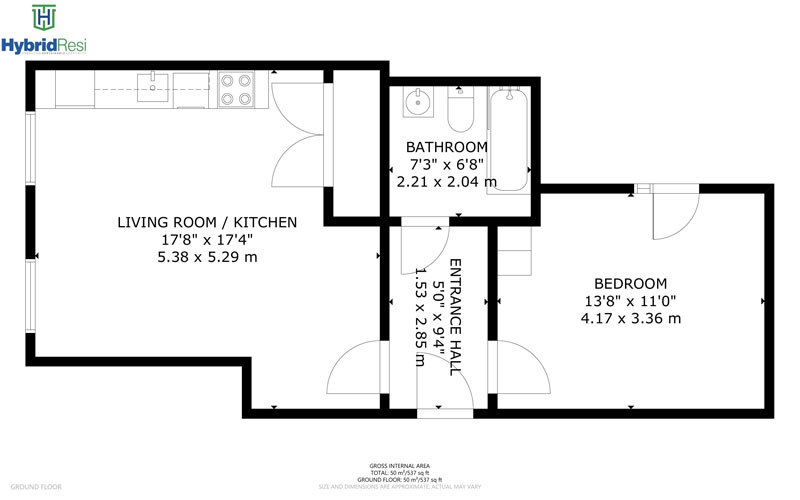 HybridResi
BATHROOM
7'3" x 6'8"
2.21 x 2.04 m
LIVING ROOM / KITCHEN
17'8" x 17'4"
5.38 x 5.29 m
ENTRANCE HALL
5'0" x 9'4"
1.53 x 2.85 m
BEDROOM
13'8" x 11'0"
4.17 x 3.36 m
GROSS INTERNAL AREA
TOTAL: 50 m²/537 sq ft
GROUND FLOOR: 50 m²/537 sq ft
SIZE AND DIMENSIONS ARE APPROXIMATE, ACTUAL MAY VARY
GROUND FLOOR